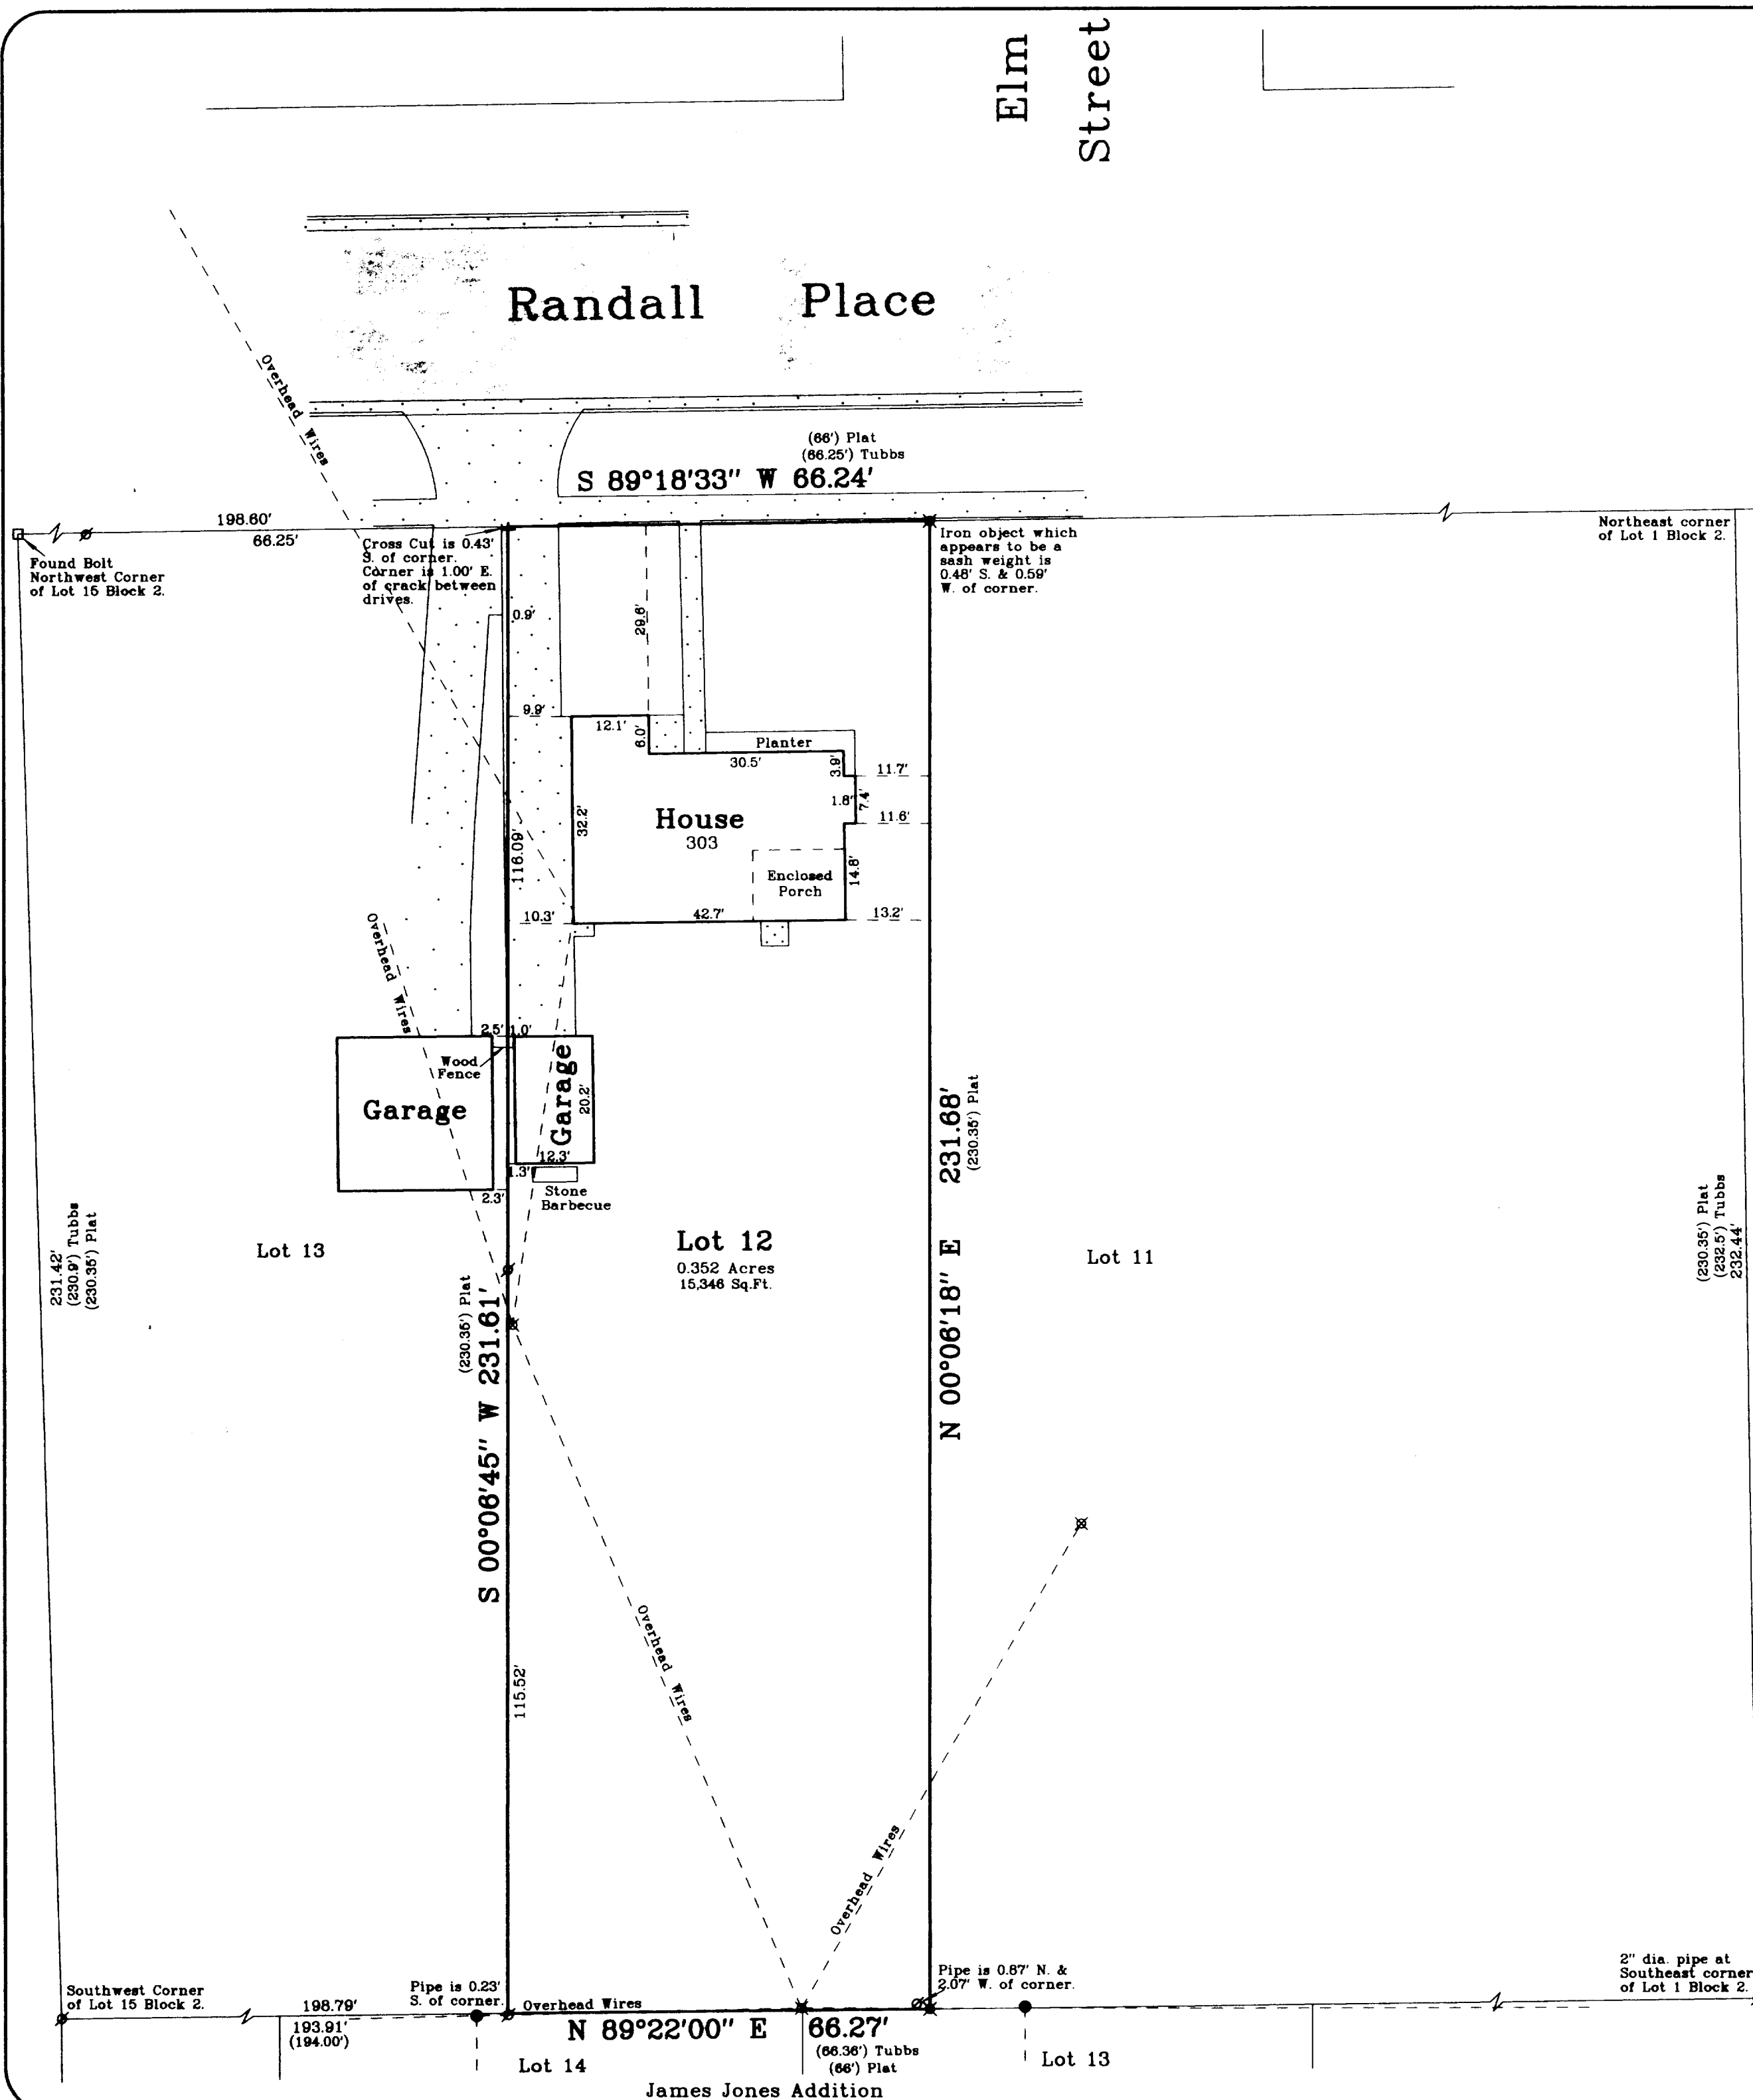 Elm
Street
Randall Place
Overhead Wires
(66') Plat
(66.25') Tubbs
S 89°18'33" W 66.24'
198.60'
66.25'
Found Bolt
Northwest Corner
of Lot 15 Block 2.
Cross Cut is 0.43'
S. of corner.
Corner is 1.00' E.
of crack between
drives.
Iron object which
appears to be a
sash weight is
0.48' S. & 0.59'
W. of corner.
Northeast corner
of Lot 1 Block 2.
0.9'
29.6'
9.9'
12.1'
6.0'
Planter
30.5'
3.9'
11.7'
1.8'
7.4'
11.6'
House
303
32.2'
116.09'
Enclosed
Porch
14.8'
10.3'
42.7'
13.2'
Overhead Wires
2.5'
1.0'
Wood
Fence
Garage
Garage
20.2'
12.3'
1.3'
2.3'
Stone
Barbecue
231.68'
(230.35') Plat
N 00°06'18" E
Lot 13
Lot 12
0.352 Acres
15,346 Sq.Ft.
Lot 11
231.42'
(230.9') Tubbs
(230.35') Plat
(230.35') Plat
(232.5') Tubbs
232.44'
(230.35') Plat
S 00°06'45" W 231.61'
115.52'
Overhead Wires
Overhead Wires
Southwest Corner
of Lot 15 Block 2.
Pipe is 0.23'
S. of corner.
Pipe is 0.87' N. &
2.07' W. of corner.
2" dia. pipe at
Southeast corner
of Lot 1 Block 2.
198.79'
193.91'
(194.00')
Overhead Wires
N 89°22'00" E 66.27'
(66.36') Tubbs
(66') Plat
Lot 14
Lot 13
James Jones Addition